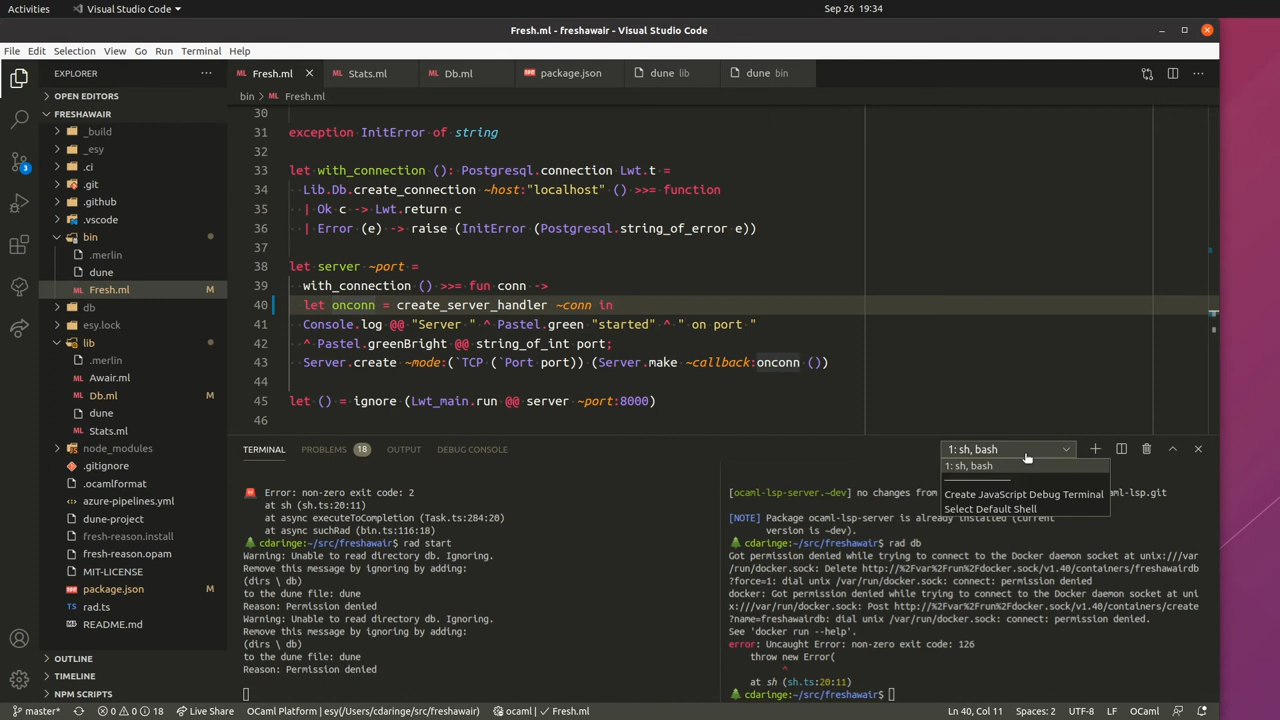 Activities
Visual Studio Code
Sep 26 19:34
Fresh.ml - freshawair - Visual Studio Code
File Edit Selection View Go Run Terminal Help
EXPLORER
OPEN EDITORS
FRESHAWAIR
_build
_esy
.ci
.git
.github
.vscode
bin
.merlin
dune
Fresh.ml M
db
esy.lock
lib
.merlin
Awair.ml
Db.ml M
dune
Stats.ml
node_modules
.gitignore
.ocamlformat
azure-pipelines.yml
dune-project
fresh-reason.install
fresh-reason.opam
MIT-LICENSE
package.json M
rad.ts
README.md
OUTLINE
TIMELINE
NPM SCRIPTS
3
ML Fresh.ml
ML Stats.ml
ML Db.ml
package.json
dune lib
dune bin
bin > ML Fresh.ml
30
31 exception InitError of string
32
33 let with_connection (): Postgresql.connection Lwt.t =
34 Lib.Db.create_connection ~host:"localhost" () >>= function
35 | Ok c -> Lwt.return c
36 | Error (e) -> raise (InitError (Postgresql.string_of_error e))
37
38 let server ~port =
39 with_connection () >>= fun conn ->
40 let onconn = create_server_handler ~conn in
41 Console.log @@ "Server " ^ Pastel.green "started" ^ " on port "
42 ^ Pastel.greenBright @@ string_of_int port;
43 Server.create ~mode:(`TCP (`Port port)) (Server.make ~callback:onconn ())
44
45 let () = ignore (Lwt_main.run @@ server ~port:8000)
46
TERMINAL PROBLEMS 18 OUTPUT DEBUG CONSOLE
1: sh, bash
1: sh, bash
Create JavaScript Debug Terminal
Select Default Shell
Error: non-zero exit code: 2
at sh (sh.ts:20:11)
at async executeToCompletion (Task.ts:284:20)
at async suchRad (bin.ts:116:18)
cdaringe:~/src/freshawair$ rad start
Warning: Unable to read directory db. Ignoring.
Remove this message by ignoring by adding:
(dirs \ db)
to the dune file: dune
Reason: Permission denied
Warning: Unable to read directory db. Ignoring.
Remove this message by ignoring by adding:
(dirs \ db)
to the dune file: dune
Reason: Permission denied
[ocaml-lsp-server.~dev] no changes from
lsp.git
[NOTE] Package ocaml-lsp-server is already installed (current
version is ~dev).
cdaringe:~/src/freshawair$ rad db
Got permission denied while trying to connect to the Docker daemon socket at unix:///var
/run/docker.sock: Delete http://%2Fvar%2Frun%2Fdocker.sock/v1.40/containers/freshawairdb
?force=1: dial unix /var/run/docker.sock: connect: permission denied
docker: Got permission denied while trying to connect to the Docker daemon socket at uni
x:///var/run/docker.sock: Post http://%2Fvar%2Frun%2Fdocker.sock/v1.40/containers/create
?name=freshawairdb: dial unix /var/run/docker.sock: connect: permission denied.
See 'docker run --help'.
error: Uncaught Error: non-zero exit code: 126
throw new Error(
^
at sh (sh.ts:20:11)
cdaringe:~/src/freshawair$
master* 0 0 18 Live Share OCaml Platform | esy(/Users/cdaringe/src/freshawair) ocaml | Fresh.ml
Ln 40, Col 11 Spaces: 2 UTF-8 LF OCaml